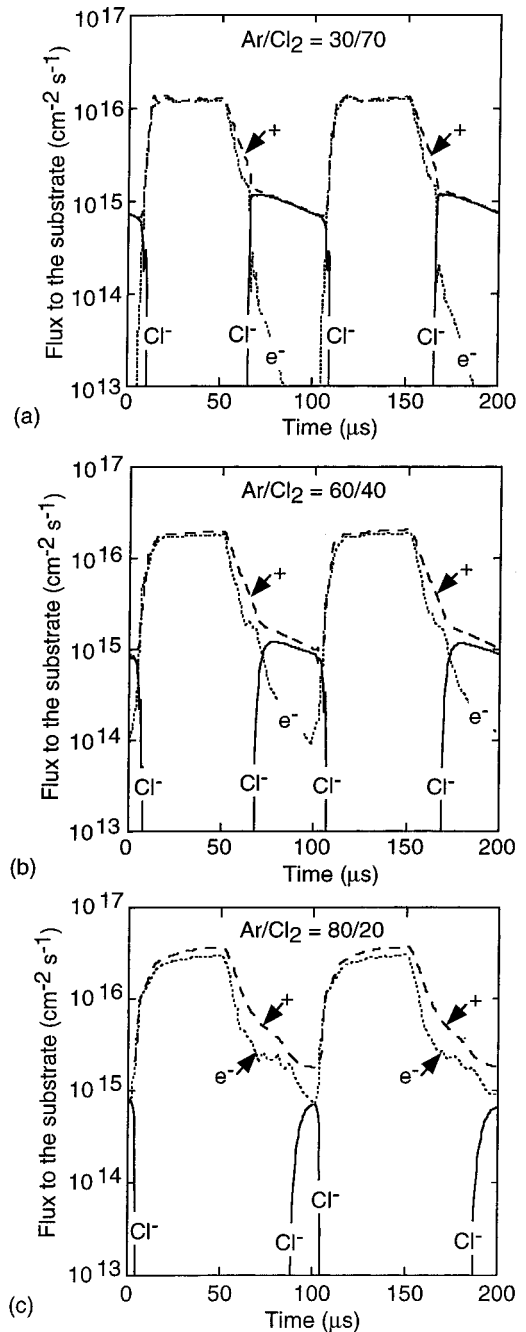 Ar/Cl2 = 30/70
Flux to the substrate (cm-2 s-1)
10^17
10^16
10^15
10^14
10^13
+
Cl-
Cl-
Cl-
Cl-
e-
0
50
100
150
200
Time (μs)
(a)
Ar/Cl2 = 60/40
Flux to the substrate (cm-2 s-1)
10^17
10^16
10^15
10^14
10^13
+
+
e-
e-
Cl-
Cl-
Cl-
Cl-
0
50
100
150
200
Time (μs)
(b)
Ar/Cl2 = 80/20
Flux to the substrate (cm-2 s-1)
10^17
10^16
10^15
10^14
10^13
+
+
e-
e-
Cl-
Cl-
Cl-
Cl-
0
50
100
150
200
Time (μs)
(c)